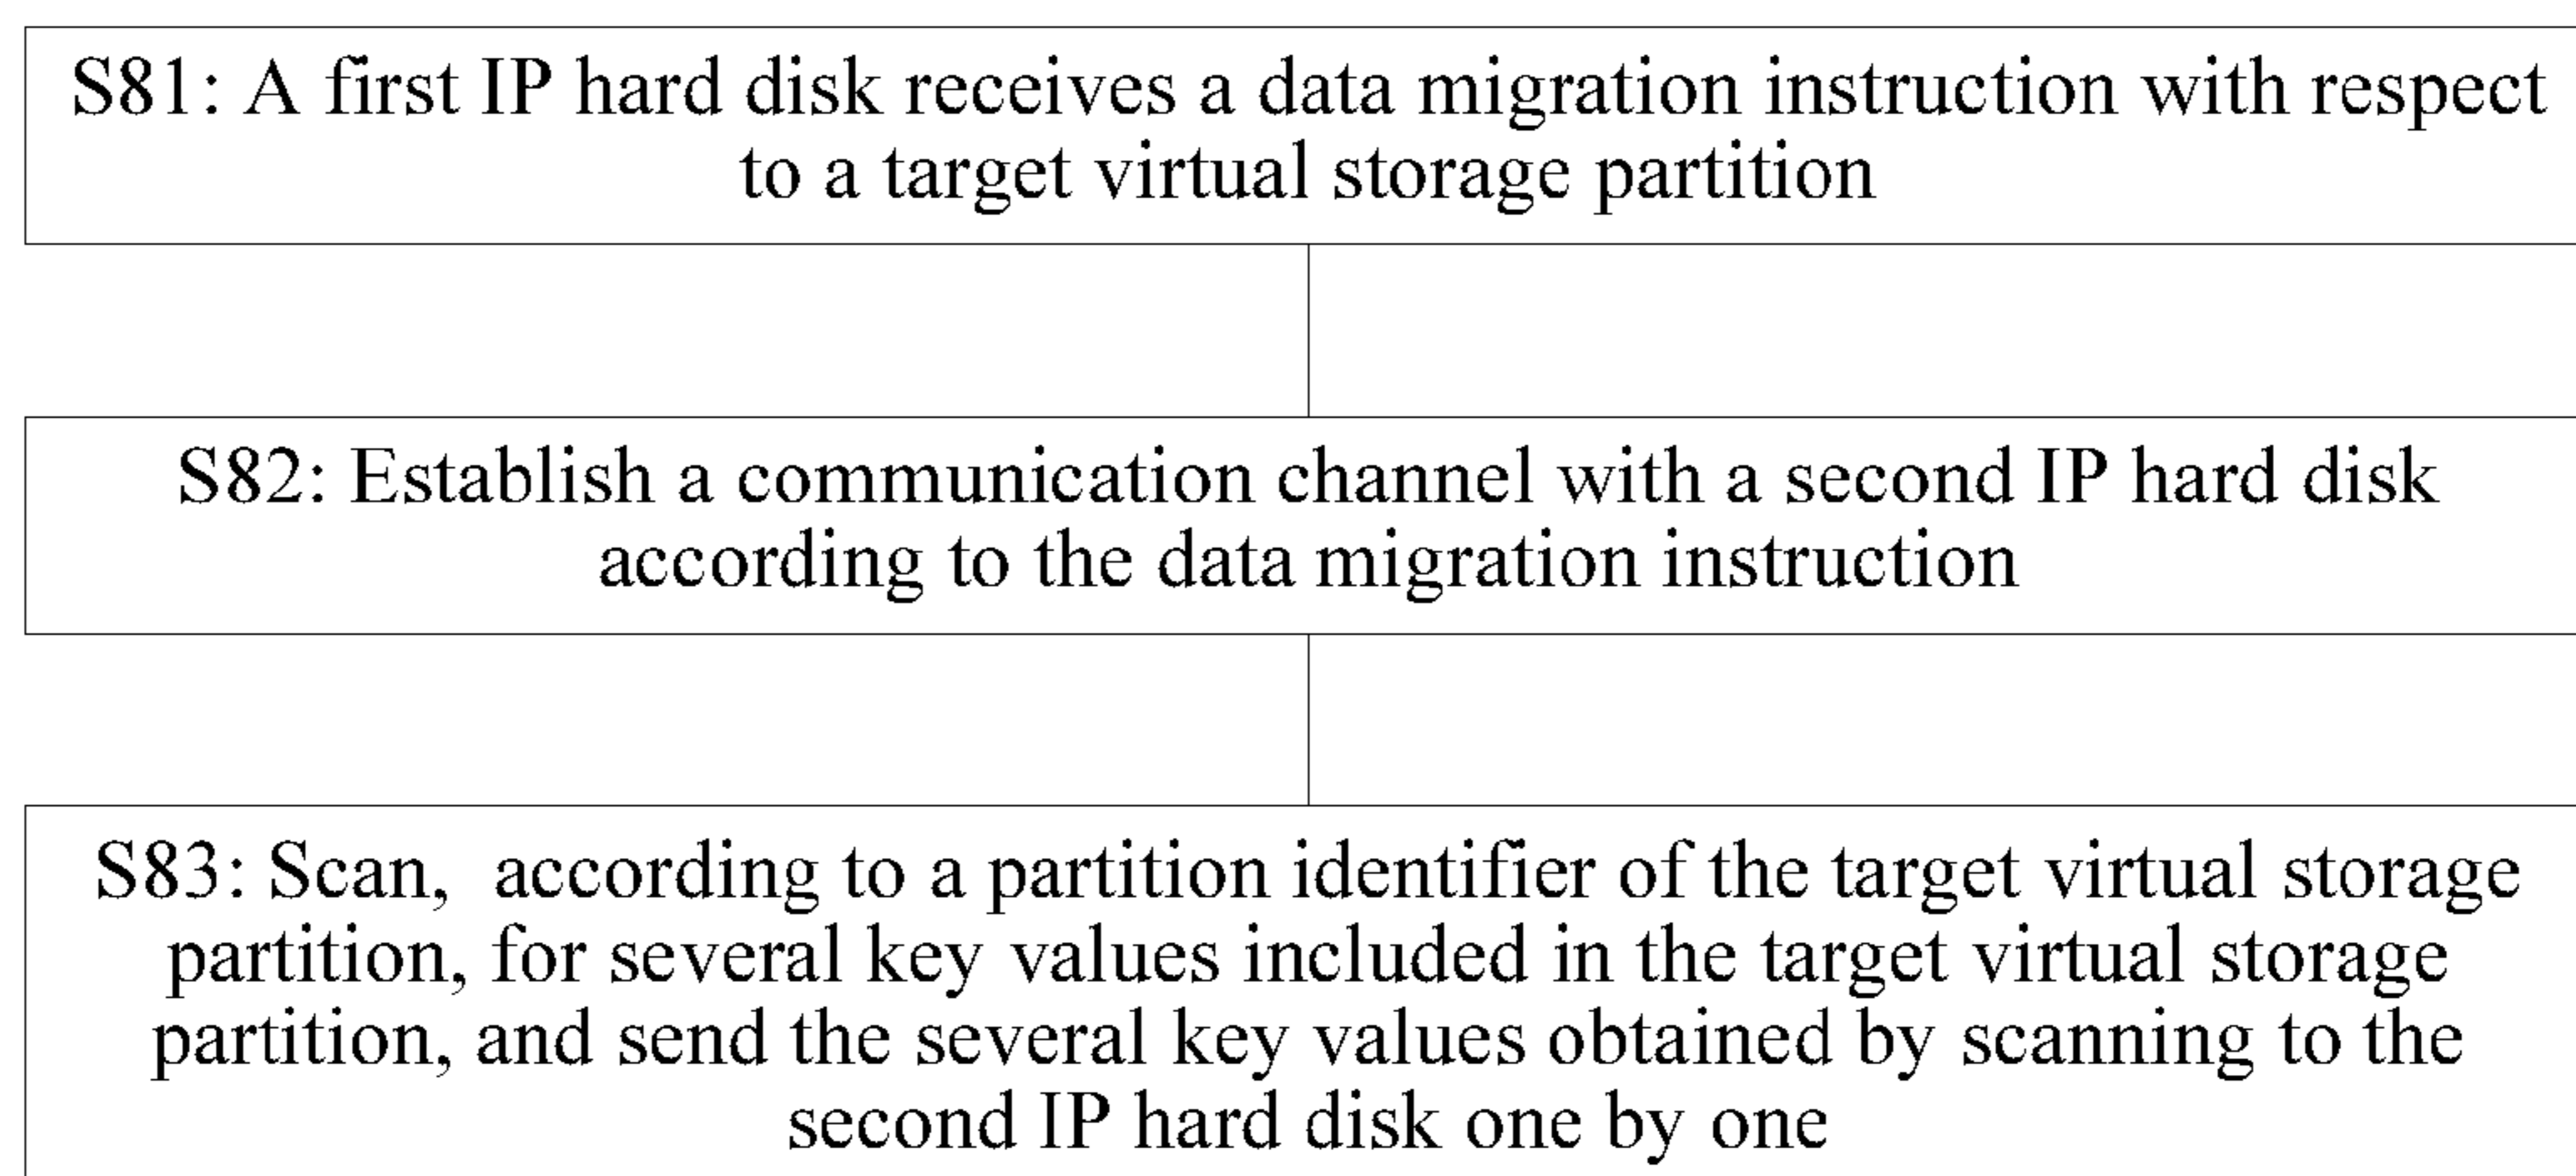 S81: A first IP hard disk receives a data migration instruction with respect
to a target virtual storage partition
S82: Establish a communication channel with a second IP hard disk
according to the data migration instruction
S83: Scan, according to a partition identifier of the target virtual storage
partition, for several key values included in the target virtual storage
partition, and send the several key values obtained by scanning to the
second IP hard disk one by one